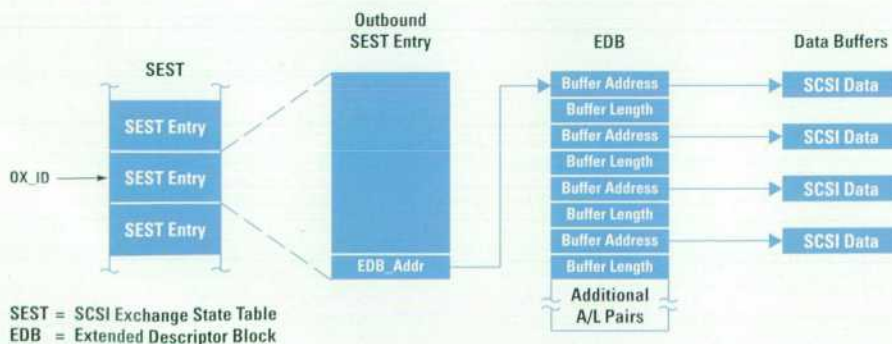 SEST
Outbound
SEST Entry
EDB
Data Buffers
OX_ID
SEST Entry
SEST Entry
SEST Entry
EDB_Addr
Buffer Address
Buffer Length
Buffer Address
Buffer Length
Buffer Address
Buffer Length
Buffer Address
Buffer Length
Additional
A/L Pairs
SCSI Data
SCSI Data
SCSI Data
SCSI Data
SEST = SCSI Exchange State Table
EDB = Extended Descriptor Block